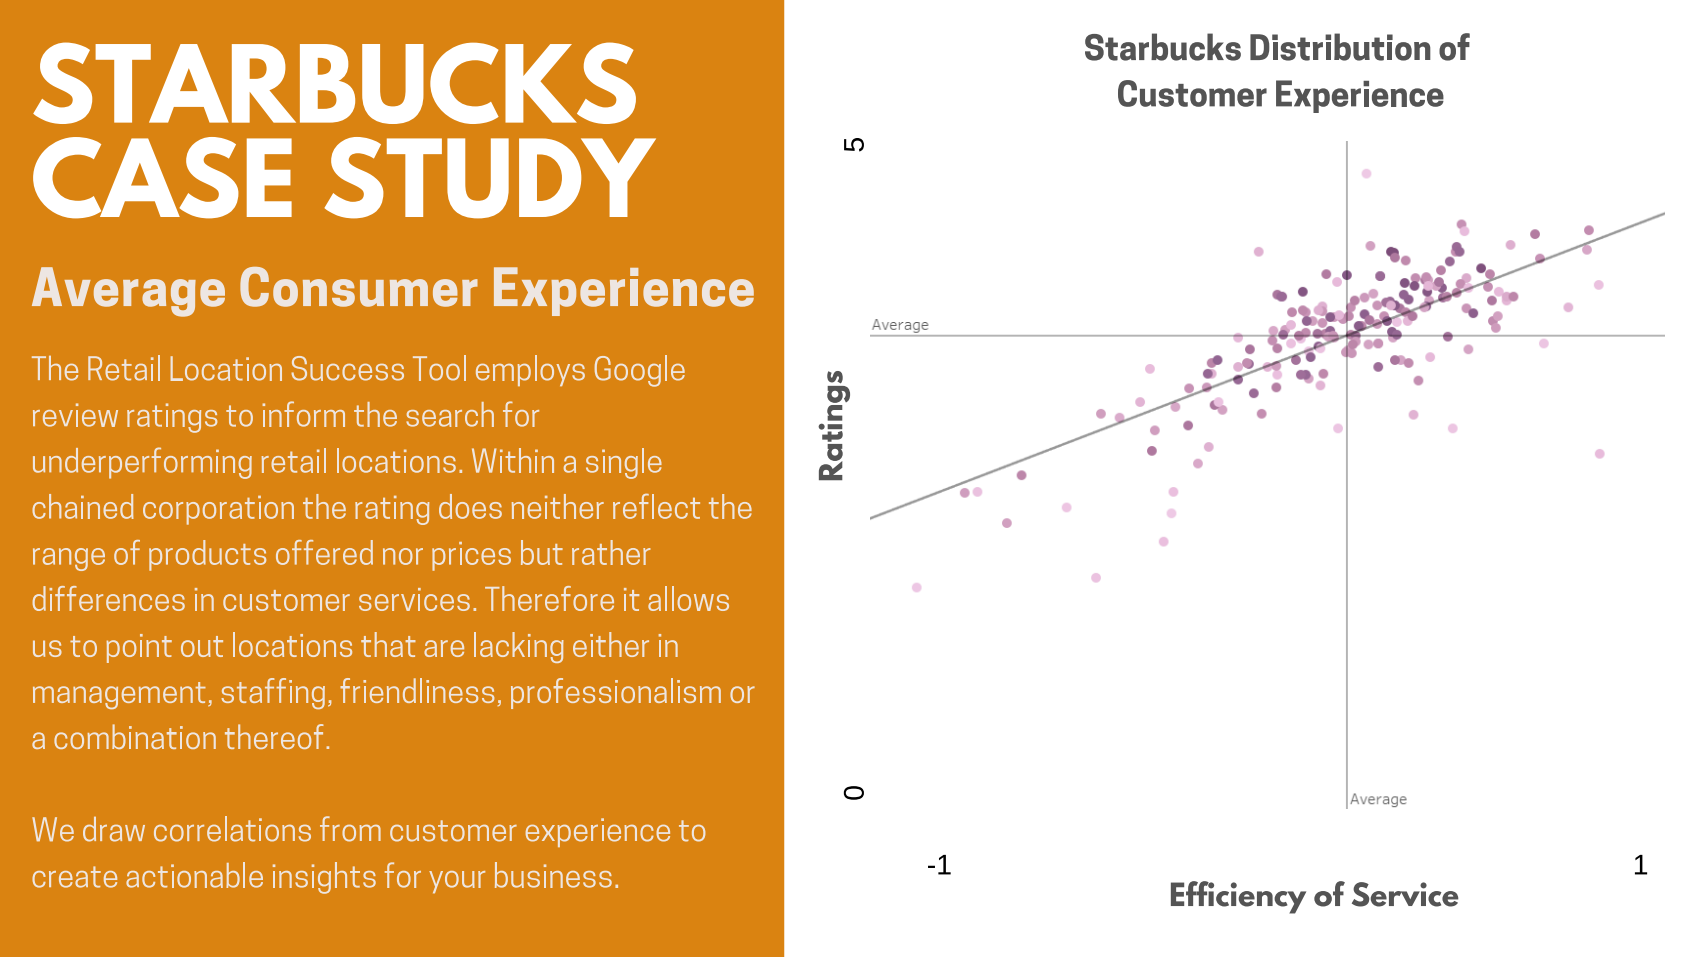 STARBUCKS
CASE STUDY
Average Consumer Experience
The Retail Location Success Tool employs Google
review ratings to inform the search for
underperforming retail locations. Within a single
chained corporation the rating does neither reflect the
range of products offered nor prices but rather
differences in customer services. Therefore it allows
us to point out locations that are lacking either in
management, staffing, friendliness, professionalism or
a combination thereof.
We draw correlations from customer experience to
create actionable insights for your business.
Starbucks Distribution of
Customer Experience
5
Average
Ratings
0
Average
-1
1
Efficiency of Service